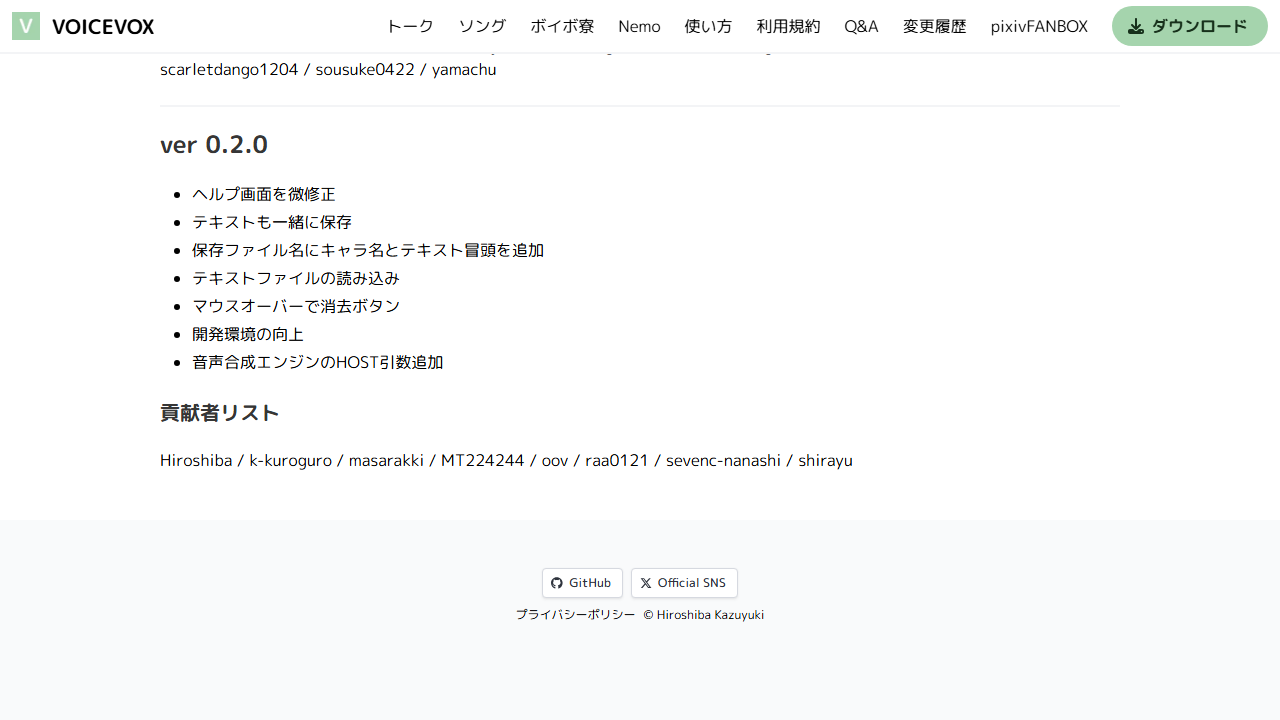 VOICEVOX トーク ソング ボイボ寮 Nemo 使い方 利用規約 Q&A 変更履歴 pixivFANBOX ダウンロード
scarletdango1204 / sousuke0422 / yamachu
ver 0.2.0
ヘルプ画面を微修正
テキストも一緒に保存
保存ファイル名にキャラ名とテキスト冒頭を追加
テキストファイルの読み込み
マウスオーバーで消去ボタン
開発環境の向上
音声合成エンジンのHOST引数追加
貢献者リスト
Hiroshiba / k-kuroguro / masarakki / MT224244 / oov / raa0121 / sevenc-nanashi / shirayu
GitHub Official SNS
プライバシーポリシー © Hiroshiba Kazuyuki